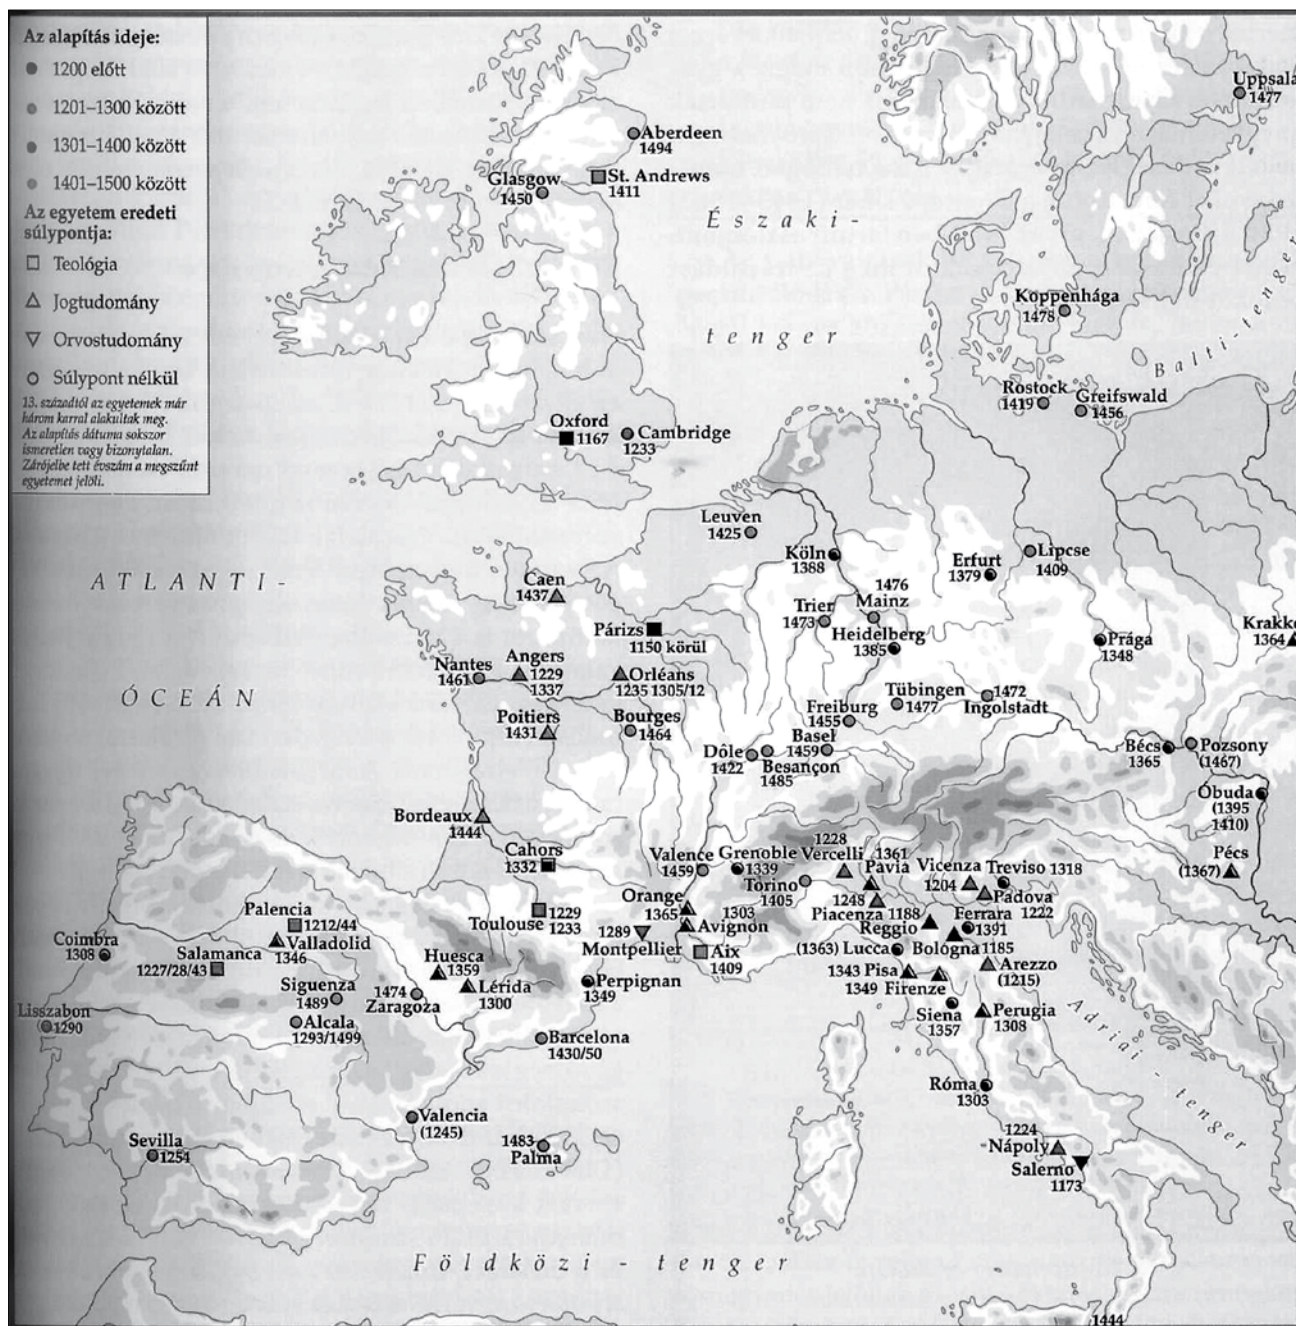 Az alapítás ideje:
1200 előtt
1201–1300 között
1301–1400 között
1401–1500 között
Az egyetem eredeti
súlypontja:
Teológia
Jogtudomány
Orvostudomány
Súlypont nélkül
13. századtól az egyetemek már
három karral alakultak meg.
Az alapítás dátuma sokszor
ismeretlen vagy bizonytalan.
Zárójelbe tett évszám a megszűnt
egyetemet jelöli.
Uppsala
1477
Aberdeen
1494
St. Andrews
1411
Glasgow
1450
Északi-
tenger
Koppenhága
1478
Balti-tenger
Rostock
1419
Greifswald
1456
Oxford
1167
Cambridge
1233
Leuven
1425
Köln
1388
Erfurt
1379
Lipcse
1409
ATLANTI-
ÓCEÁN
Caen
1437
1476
Mainz
Trier
1473
Heidelberg
1385
Párizs
1150 körül
Prága
1348
Krakkó
1364
Nantes
1461
Angers
1229
1337
Orléans
1235 1305/12
Tübingen
1477
1472
Ingolstadt
Poitiers
1431
Bourges
1464
Freiburg
1455
Basel
1459
Dôle
1422
Besançon
1485
Bécs
1365
Pozsony
(1467)
Óbuda
(1395
1410)
Bordeaux
1444
Cahors
1332
Valence
1459
Grenoble
1339
1228
Vercelli
1361
Pavia
Vicenza
1204
Treviso 1318
Pécs
(1367)
Torino
1405
Orange
1365
1303
Avignon
1248
Piacenza
1188
Reggio
Padova
1222
Ferrara
1391
Palencia
1212/44
Toulouse
1229
1233
1289
Montpellier
Aix
1409
(1363) Lucca
Bologna 1185
Coimbra
1308
Valladolid
1346
Salamanca
1227/28/43
Huesca
1359
Lérida
1300
1343 Pisa
1349 Firenze
Arezzo
(1215)
Siguenza
1489
1474
Zaragoza
Perpignan
1349
Siena
1357
Perugia
1308
Lisszabon
1290
Alcala
1293/1499
Barcelona
1430/50
Adriai-tenger
Róma
1303
Valencia
(1245)
1483
Palma
Sevilla
1254
1224
Nápoly
Salerno
1173
Földközi-tenger
1444